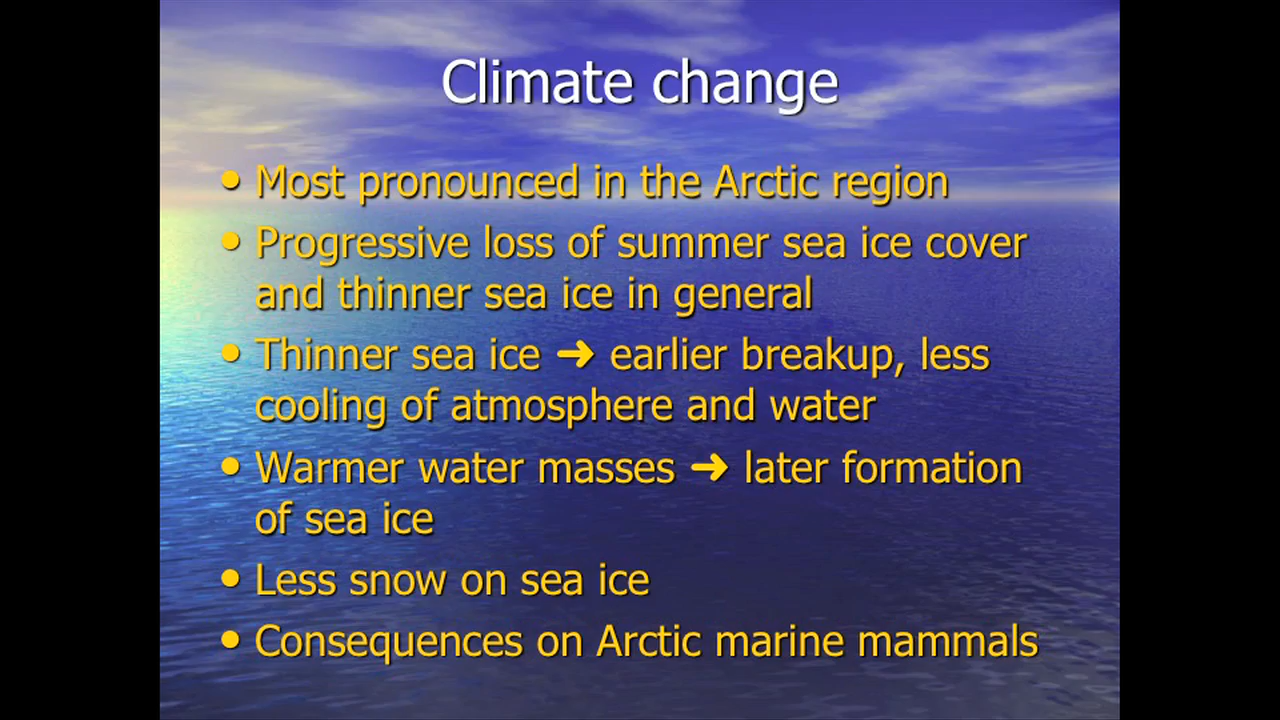 Climate change
• Most pronounced in the Arctic region
• Progressive loss of summer sea ice cover
and thinner sea ice in general
• Thinner sea ice ➜ earlier breakup, less
cooling of atmosphere and water
• Warmer water masses ➜ later formation
of sea ice
• Less snow on sea ice
• Consequences on Arctic marine mammals